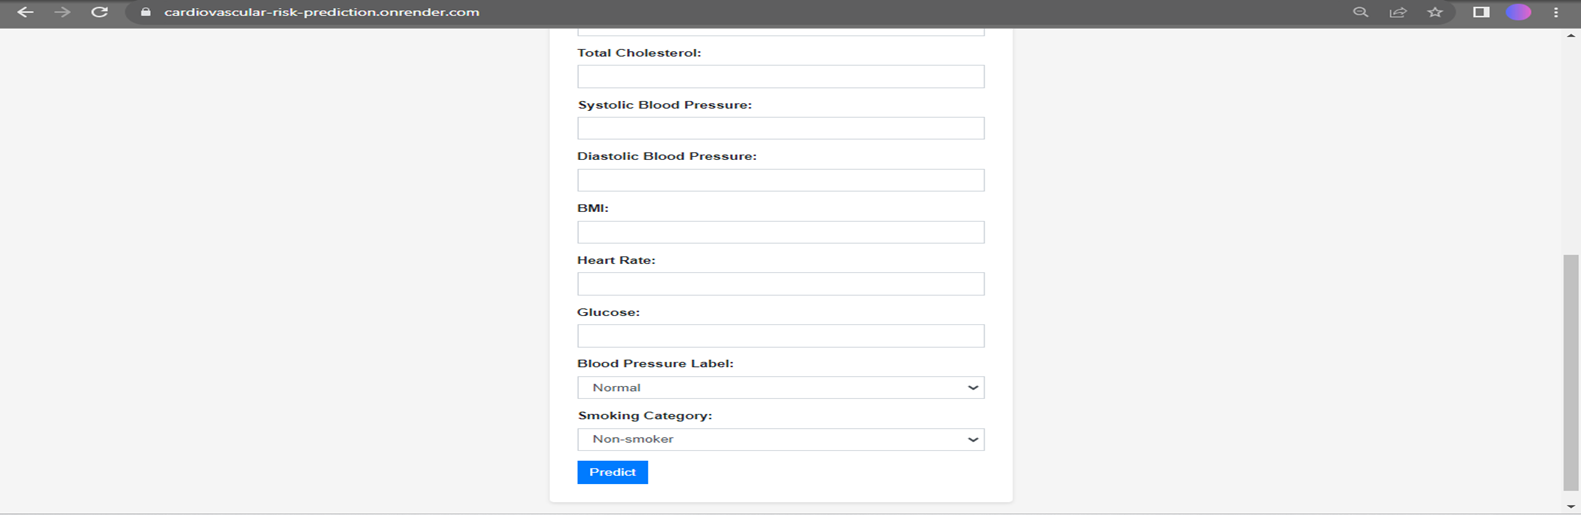 cardiovascular-risk-prediction.onrender.com
Total Cholesterol:
Systolic Blood Pressure:
Diastolic Blood Pressure:
BMI:
Heart Rate:
Glucose:
Blood Pressure Label:
Normal
Smoking Category:
Non-smoker
Predict